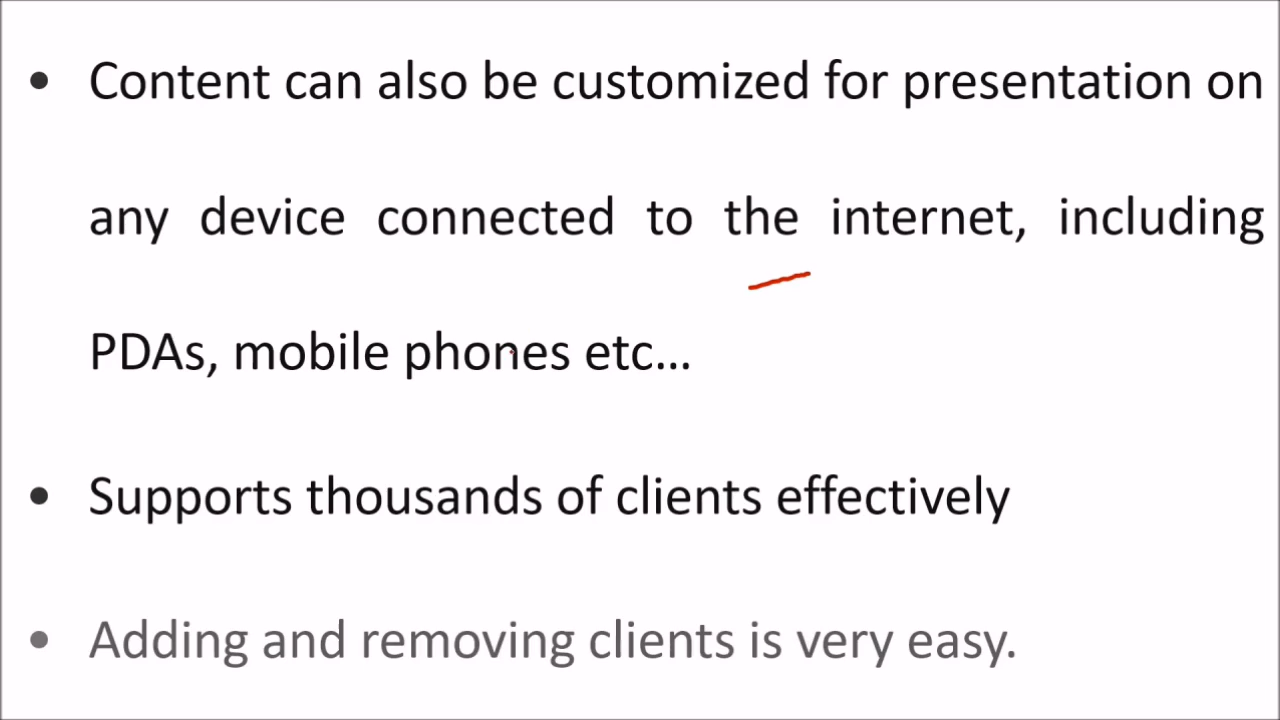 • Content can also be customized for presentation on
any device connected to the internet, including
PDAs, mobile phones etc...
• Supports thousands of clients effectively
• Adding and removing clients is very easy.